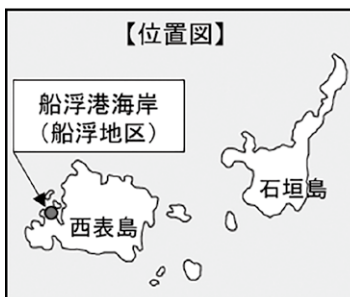 【位置図】
船浮港海岸
（船浮地区）
石垣島
西表島